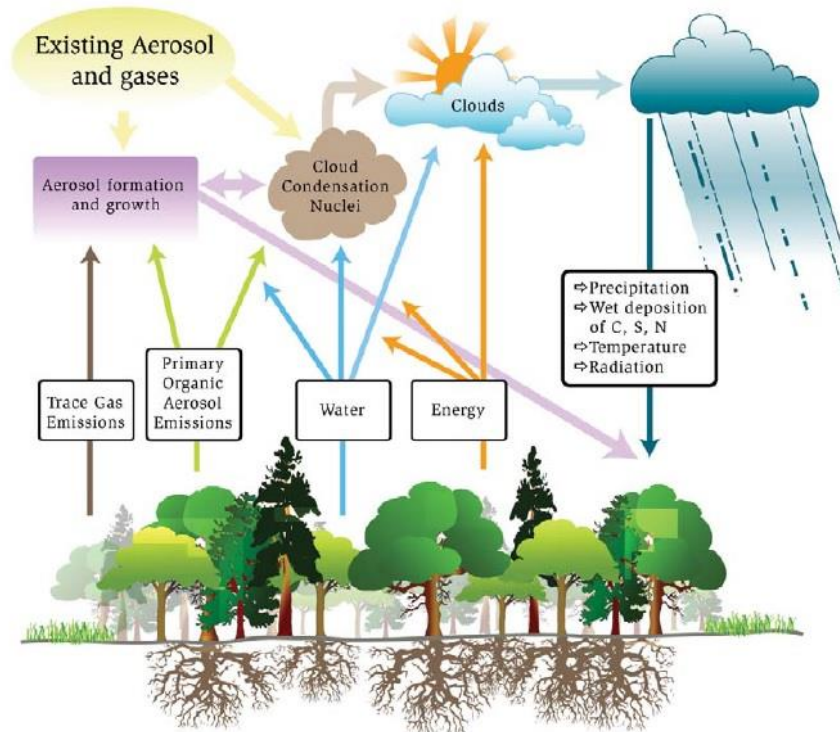 Existing Aerosol
and gases
Clouds
Cloud
Condensation
Nuclei
Aerosol formation
and growth
⇨Precipitation
⇨Wet deposition
of C, S, N
⇨Temperature
⇨Radiation
Trace Gas
Emissions
Primary
Organic
Aerosol
Emissions
Water
Energy